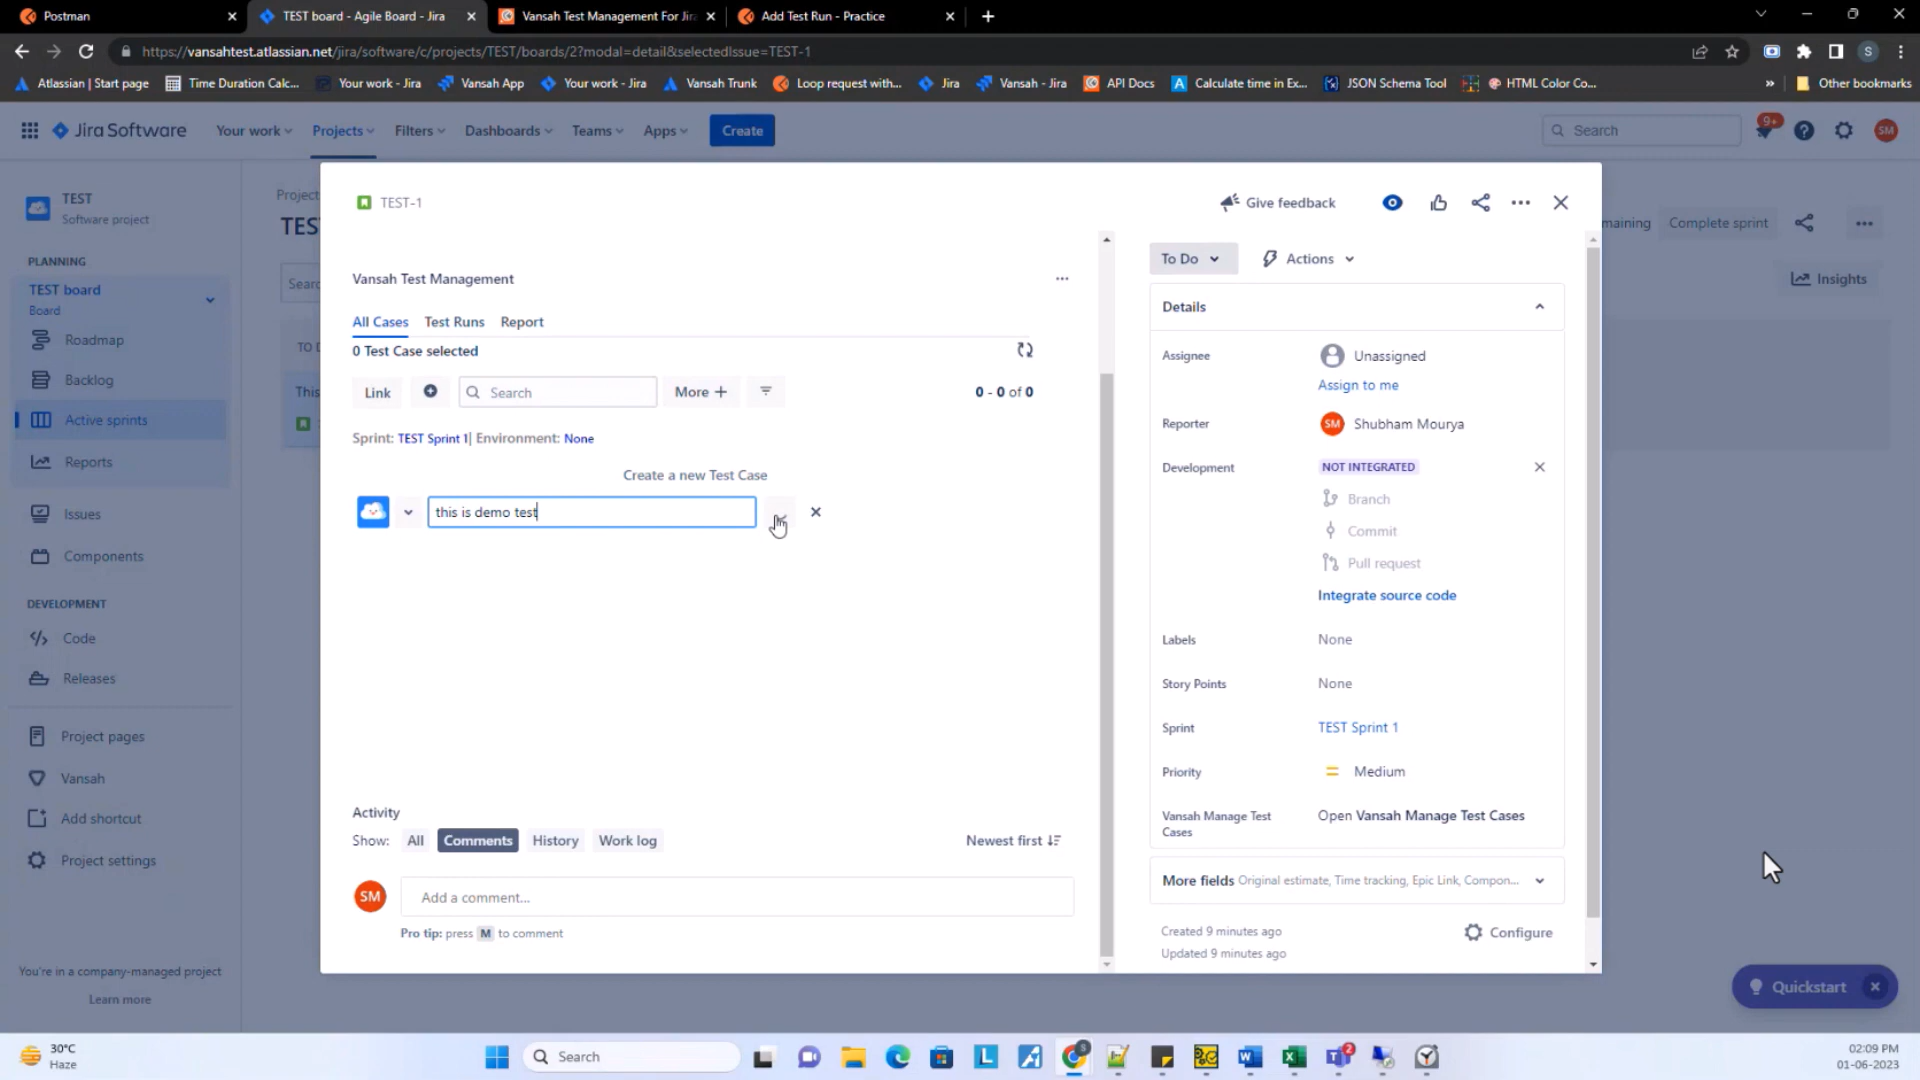 Postman
TEST board - Agile Board - Jira
Vansah Test Management For Jir
Add Test Run - Practice
https://vansahtest.atlassian.net/jira/software/c/projects/TEST/boards/2?modal=detail&selectedIssue=TEST-1
S
Atlassian | Start page
Time Duration Calc...
Your work - Jira
Vansah App
Your work - Jira
Vansah Trunk
Loop request with...
Jira
Vansah - Jira
API Docs
Calculate time in Ex...
JSON Schema Tool
HTML Color Co...
»
Other bookmarks
Jira Software
Your work
Projects
Filters
Dashboards
Teams
Apps
Create
Search
9+
SM
TEST
Software project
PLANNING
TEST board
Board
Roadmap
Backlog
Active sprints
Reports
Issues
Components
DEVELOPMENT
Code
Releases
Project pages
Vansah
Add shortcut
Project settings
You're in a company-managed project
Learn more
Project
TES
Sear
TO D
This
maining
Complete sprint
Insights
TEST-1
Give feedback
Vansah Test Management
All Cases
Test Runs
Report
0 Test Case selected
Link
Search
More +
0 - 0 of 0
Sprint: TEST Sprint 1| Environment: None
Create a new Test Case
this is demo test
Activity
Show:
All
Comments
History
Work log
Newest first
SM
Add a comment...
Pro tip: press M to comment
To Do
Actions
Details
Assignee
Unassigned
Assign to me
Reporter
SM
Shubham Mourya
Development
NOT INTEGRATED
Branch
Commit
Pull request
Integrate source code
Labels
None
Story Points
None
Sprint
TEST Sprint 1
Priority
Medium
Vansah Manage Test
Cases
Open Vansah Manage Test Cases
More fields Original estimate, Time tracking, Epic Link, Compon...
Created 9 minutes ago
Updated 9 minutes ago
Configure
Quickstart
30°C
Haze
Search
02:09 PM
01-06-2023